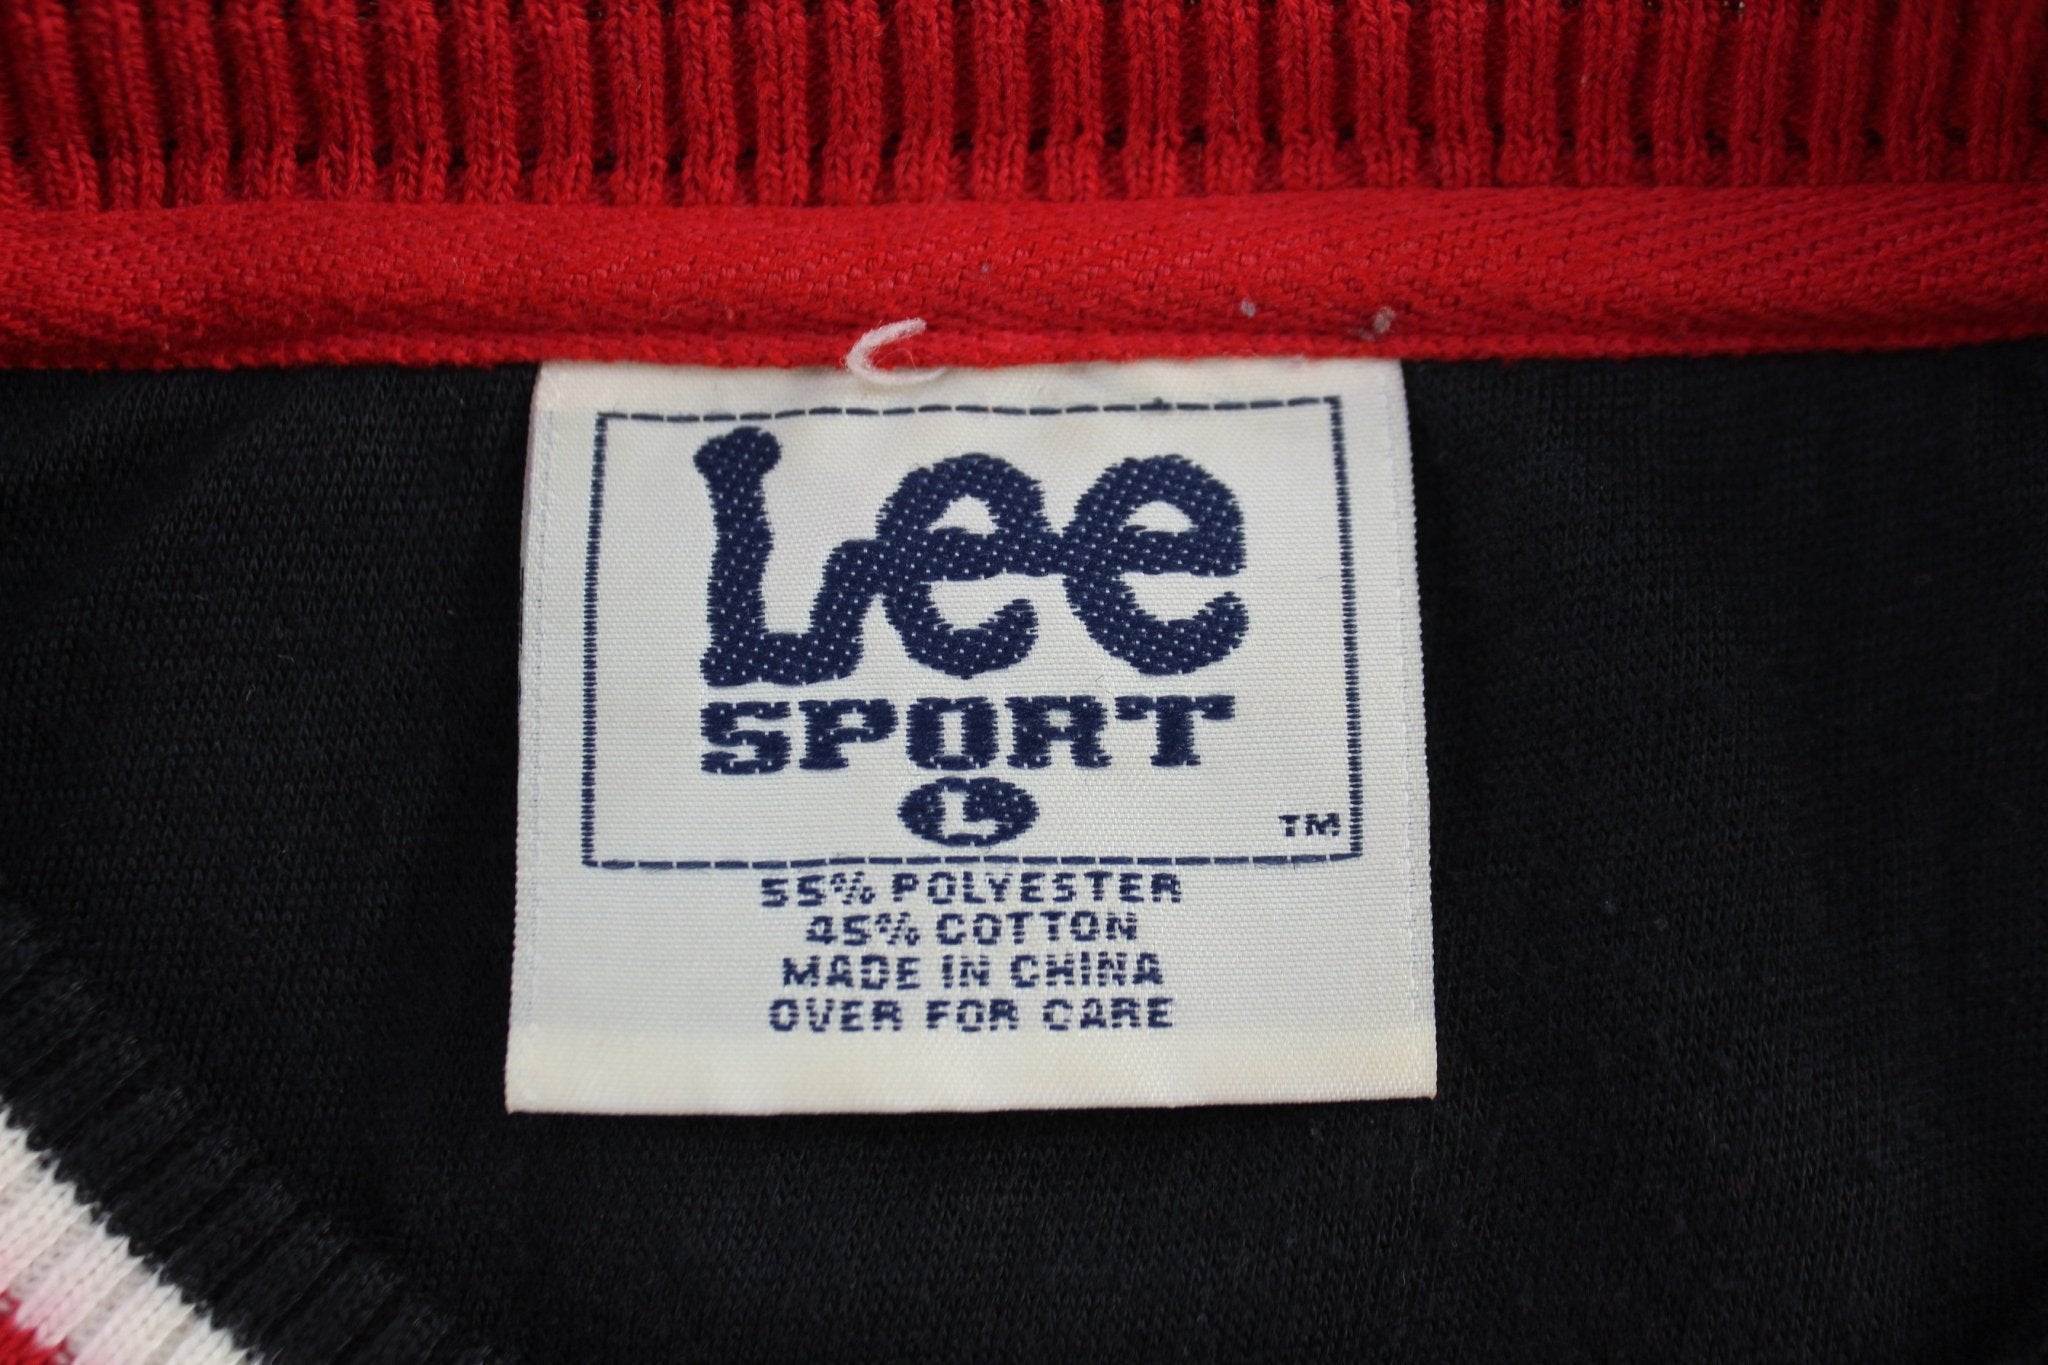 Lee
SPORT
L
TM
55% POLYESTER
45% COTTON
MADE IN CHINA
OVER FOR CARE